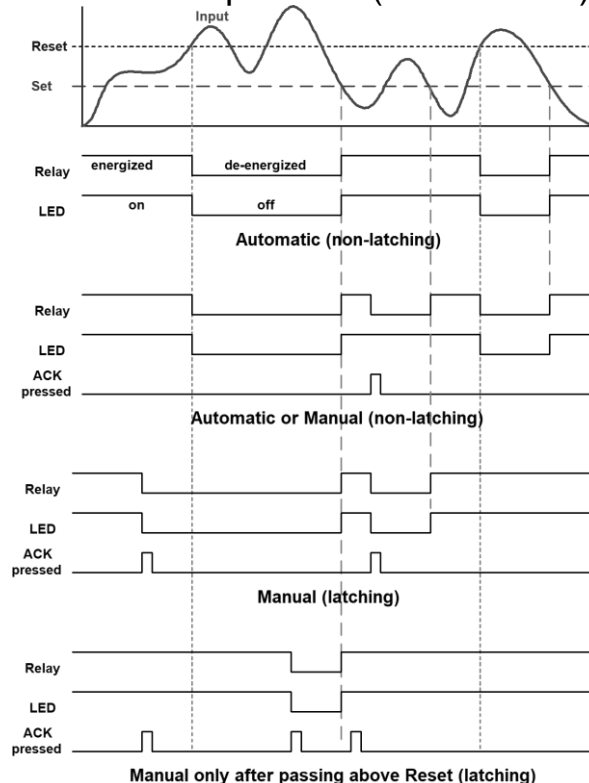 Input
Reset
Set
energized de-energized
Relay
on off
LED
Automatic (non-latching)
Relay
LED
ACK
pressed
Automatic or Manual (non-latching)
Relay
LED
ACK
pressed
Manual (latching)
Relay
LED
ACK
pressed
Manual only after passing above Reset (latching)